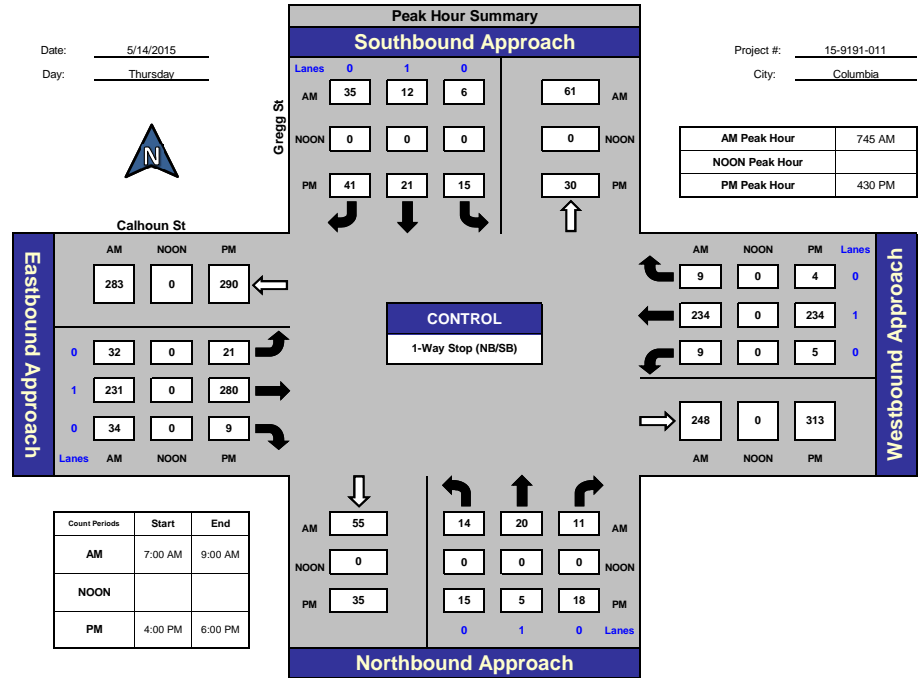 Peak Hour Summary
Southbound Approach
Date: 5/14/2015
Day: Thursday
Project #: 15-9191-011
City: Columbia
N
Gregg St
Lanes 0 1 0
AM 35 12 6 61 AM
NOON 0 0 0 0 NOON
PM 41 21 15 30 PM
AM Peak Hour 745 AM
NOON Peak Hour
PM Peak Hour 430 PM
Calhoun St
Eastbound Approach
AM NOON PM
283 0 290
0 32 0 21
1 231 0 280
0 34 0 9
Lanes AM NOON PM
CONTROL
1-Way Stop (NB/SB)
AM NOON PM Lanes
9 0 4 0
234 0 234 1
9 0 5 0
248 0 313
AM NOON PM
Westbound Approach
Count Periods Start End
AM 7:00 AM 9:00 AM
NOON
PM 4:00 PM 6:00 PM
AM 55 14 20 11 AM
NOON 0 0 0 0 NOON
PM 35 15 5 18 PM
0 1 0 Lanes
Northbound Approach